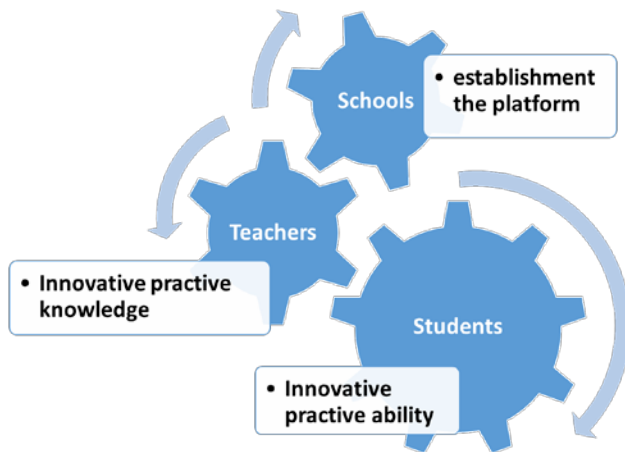 Schools
• establishment
the platform
Teachers
• Innovative practive
knowledge
Students
• Innovative
practive ability